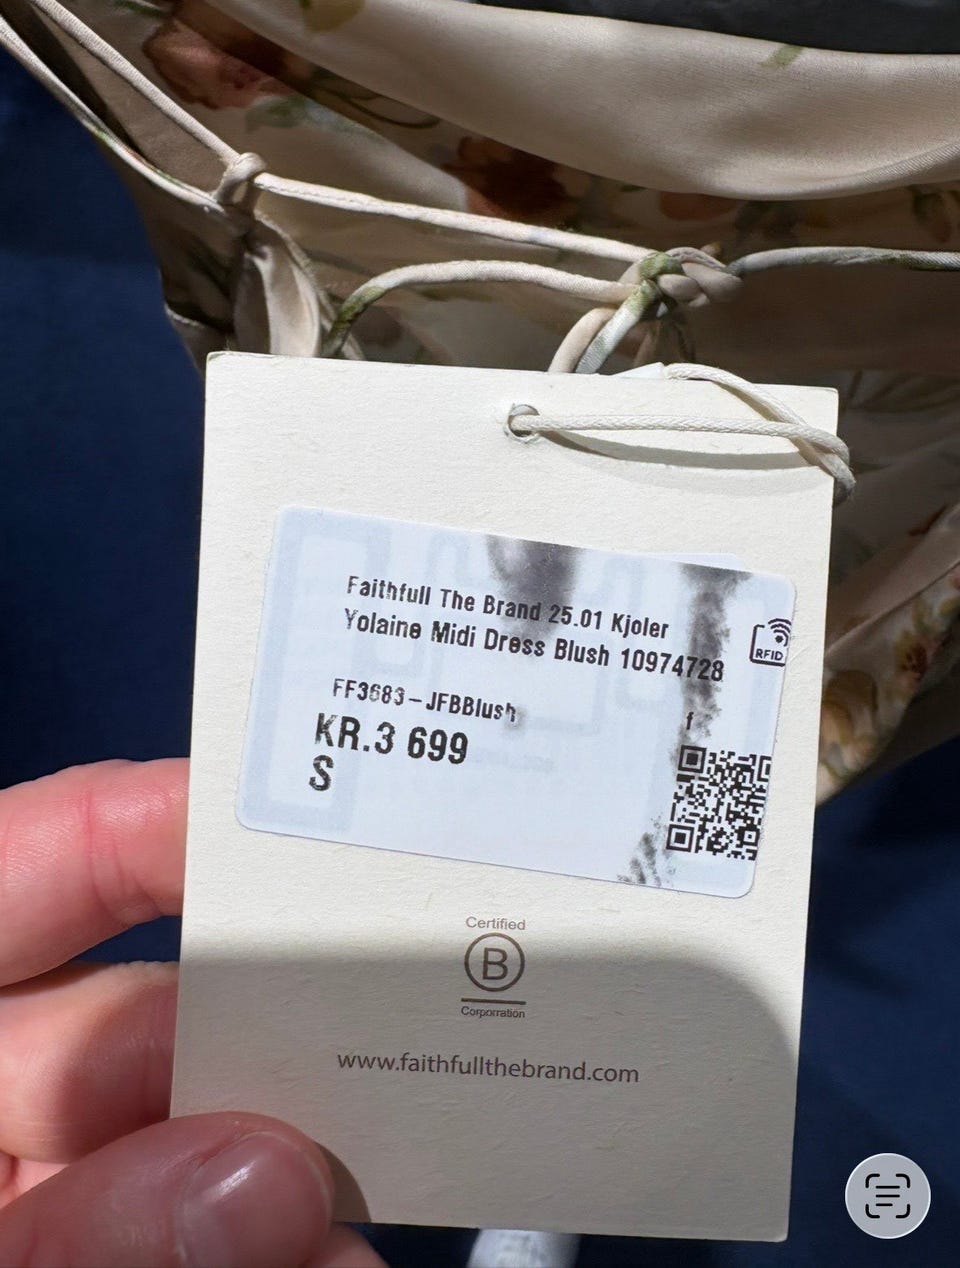 Faithfull The Brand 25.01 Kjoler
Yolaine Midi Dress Blush 10974728
RFID
FF3683-JFBBlush
f
KR.3 699
S
Certified
B
Corporration
www.faithfullthebrand.com